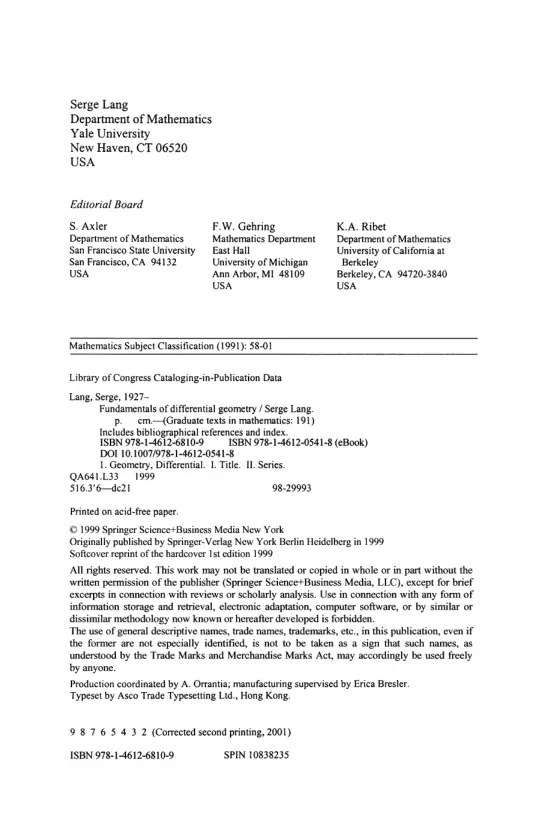 Serge Lang
Department of Mathematics
Yale University
New Haven, CT 06520
USA
Editorial Board
S. Axler
Department of Mathematics
San Francisco State University
San Francisco, CA 94132
USA
F.W. Gehring
Mathematics Department
East Hall
University of Michigan
Ann Arbor, MI 48109
USA
K.A. Ribet
Department of Mathematics
University of California at
Berkeley
Berkeley, CA 94720-3840
USA
Mathematics Subject Classification (1991): 58-01
Library of Congress Cataloging-in-Publication Data
Lang, Serge, 1927–
Fundamentals of differential geometry / Serge Lang.
p. cm.—(Graduate texts in mathematics: 191)
Includes bibliographical references and index.
ISBN 978-1-4612-6810-9 ISBN 978-1-4612-0541-8 (eBook)
DOI 10.1007/978-1-4612-0541-8
1. Geometry, Differential. I. Title. II. Series.
QA641.L33 1999
516.3'6—dc21 98-29993
Printed on acid-free paper.
© 1999 Springer Science+Business Media New York
Originally published by Springer-Verlag New York Berlin Heidelberg in 1999
Softcover reprint of the hardcover 1st edition 1999
All rights reserved. This work may not be translated or copied in whole or in part without the
written permission of the publisher (Springer Science+Business Media, LLC), except for brief
excerpts in connection with reviews or scholarly analysis. Use in connection with any form of
information storage and retrieval, electronic adaptation, computer software, or by similar or
dissimilar methodology now known or hereafter developed is forbidden.
The use of general descriptive names, trade names, trademarks, etc., in this publication, even if
the former are not especially identified, is not to be taken as a sign that such names, as
understood by the Trade Marks and Merchandise Marks Act, may accordingly be used freely
by anyone.
Production coordinated by A. Orrantia; manufacturing supervised by Erica Bresler.
Typeset by Asco Trade Typesetting Ltd., Hong Kong.
9 8 7 6 5 4 3 2 (Corrected second printing, 2001)
ISBN 978-1-4612-6810-9 SPIN 10838235